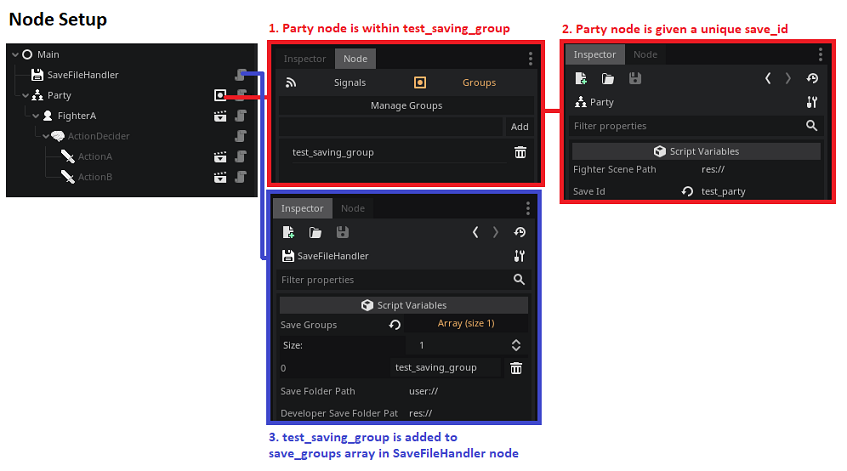 Node Setup
1. Party node is within test_saving_group
2. Party node is given a unique save_id
Main
SaveFileHandler
Party
FighterA
ActionDecider
ActionA
ActionB
Inspector Node
Signals Groups
Manage Groups
Add
test_saving_group
Inspector Node
Party
Filter properties
Script Variables
Fighter Scene Path res://
Save Id test_party
Inspector Node
SaveFileHandler
Filter properties
Script Variables
Save Groups Array (size 1)
Size: 1
0 test_saving_group
Save Folder Path user://
Developer Save Folder Pat res://
3. test_saving_group is added to
save_groups array in SaveFileHandler node